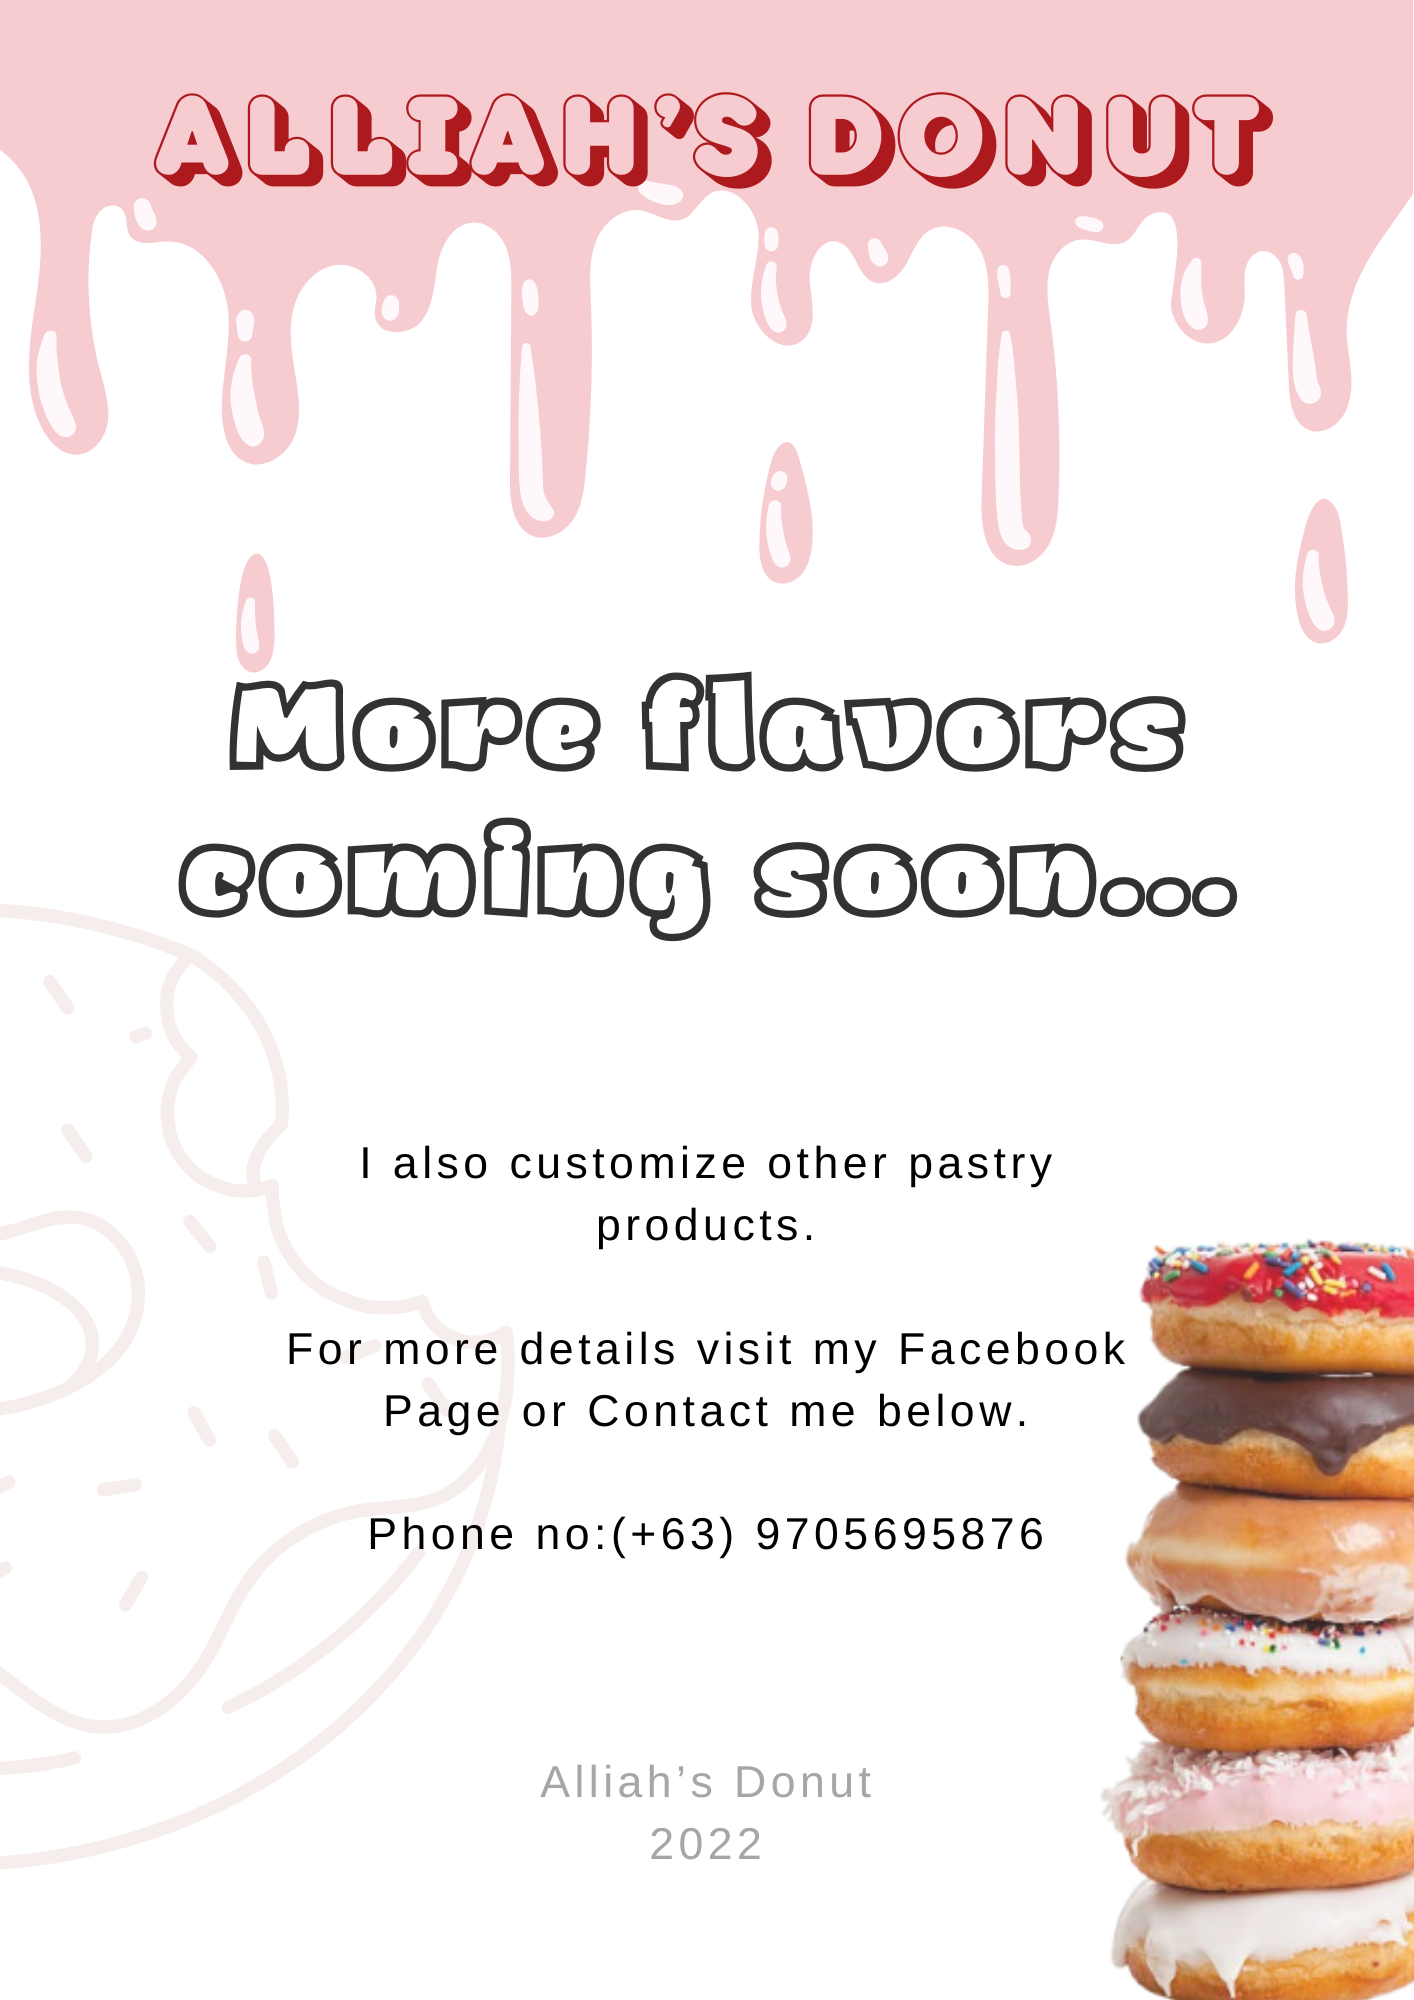 ALLIAH’S DONUT
More flavors
coming soon...
I also customize other pastry
products.
For more details visit my Facebook
Page or Contact me below.
Phone no:(+63) 9705695876
Alliah’s Donut
2022